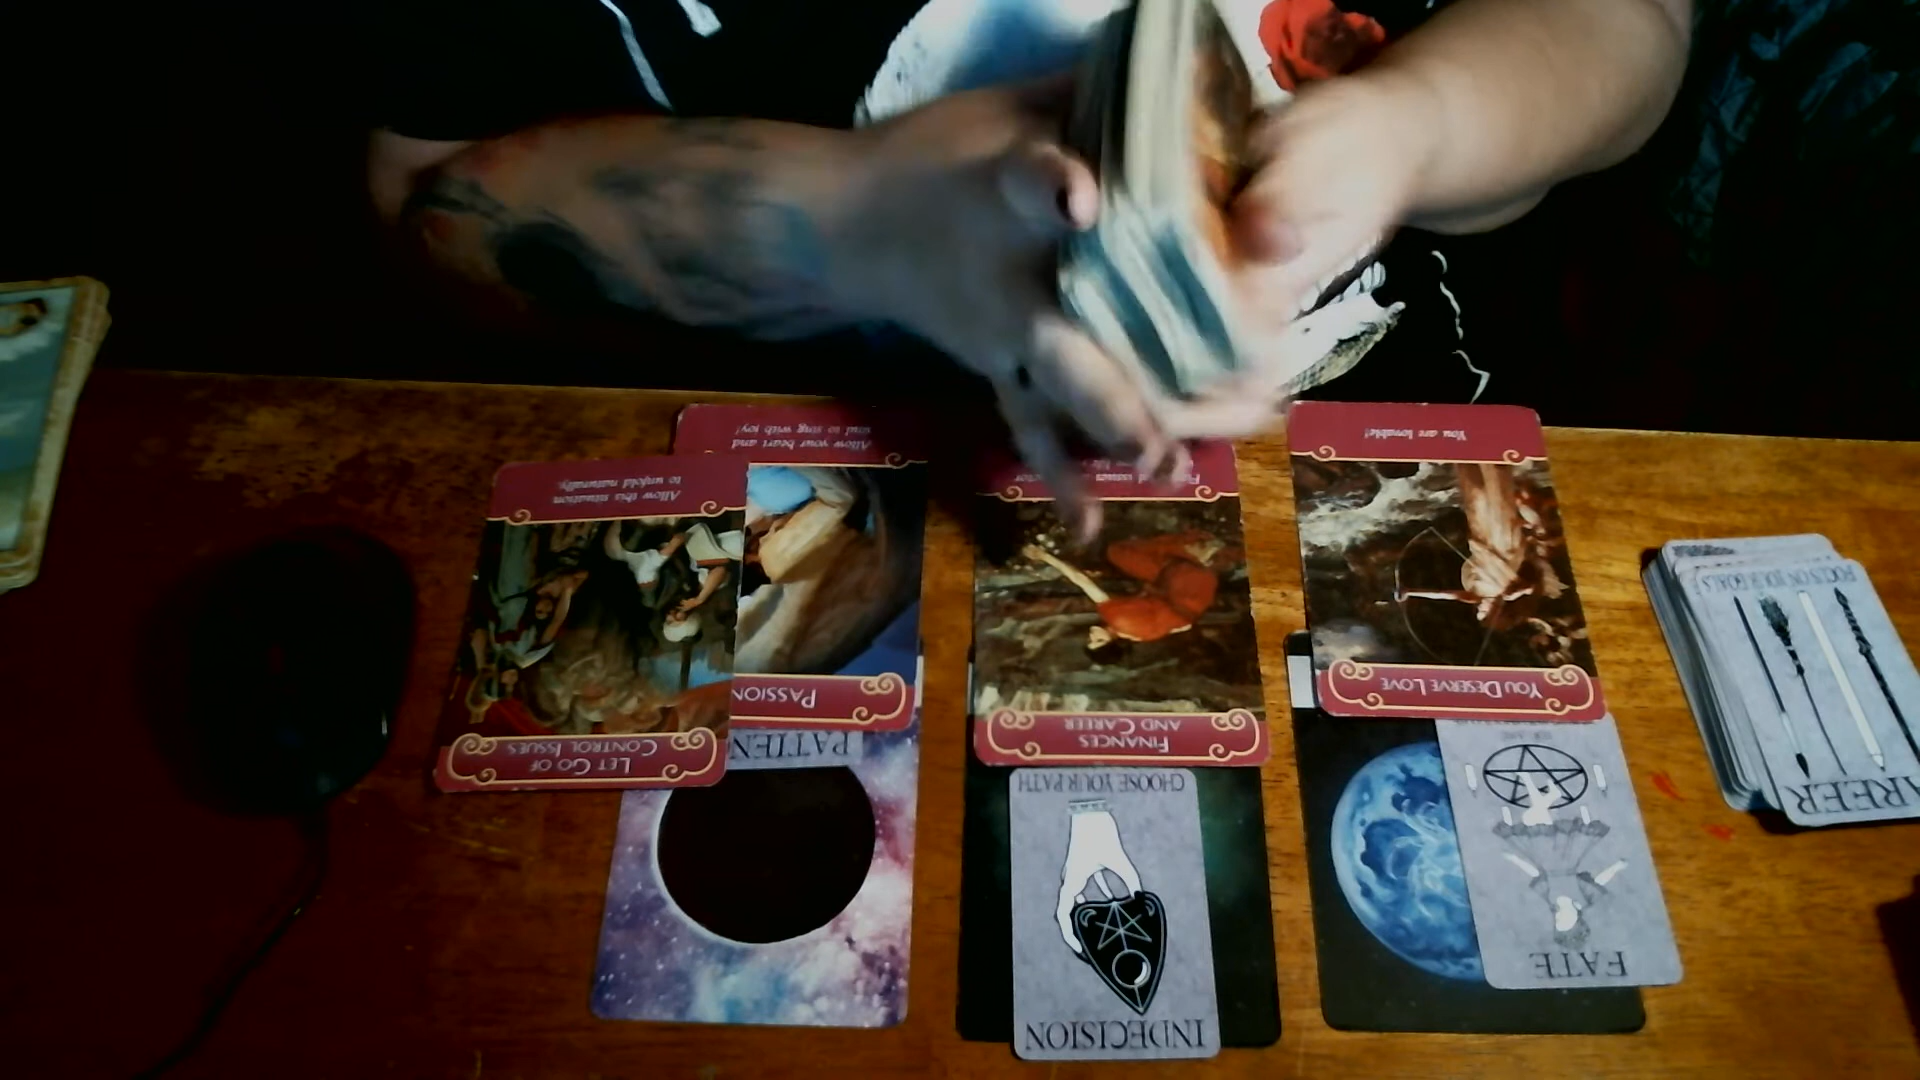 Allow your heart and
soul to sing with joy!
PASSION
Allow this situation
to unfold naturally.
LET GO OF
CONTROL ISSUES
FINANCES
AND CAREER
You are lovable!
YOU DESERVE LOVE
PATIEN
CHOOSE YOUR PATH
INDECISION
FATE
FOCUS ON YOUR GOALS
AREER